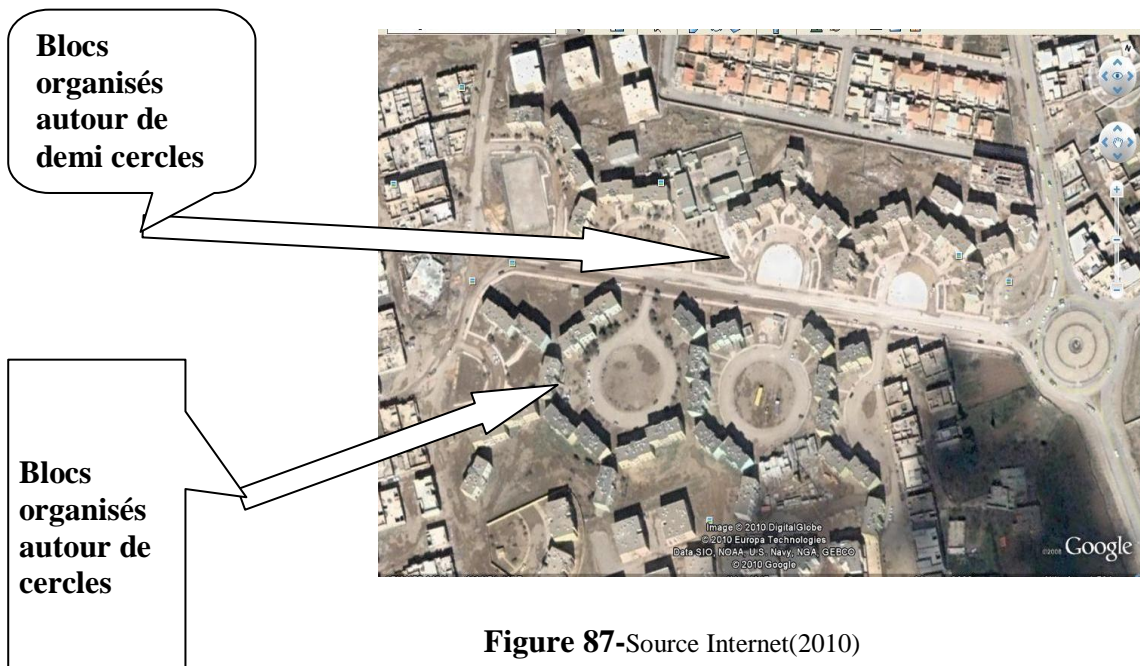 Blocs
organisés
autour de
demi cercles
Blocs
organisés
autour de
cercles
N
Image © 2010 DigitalGlobe
© 2010 Europa Technologies
Data SIO, NOAA, U.S. Navy, NGA, GEBCO
© 2010 Google
©2008 Google
Figure 87-Source Internet(2010)